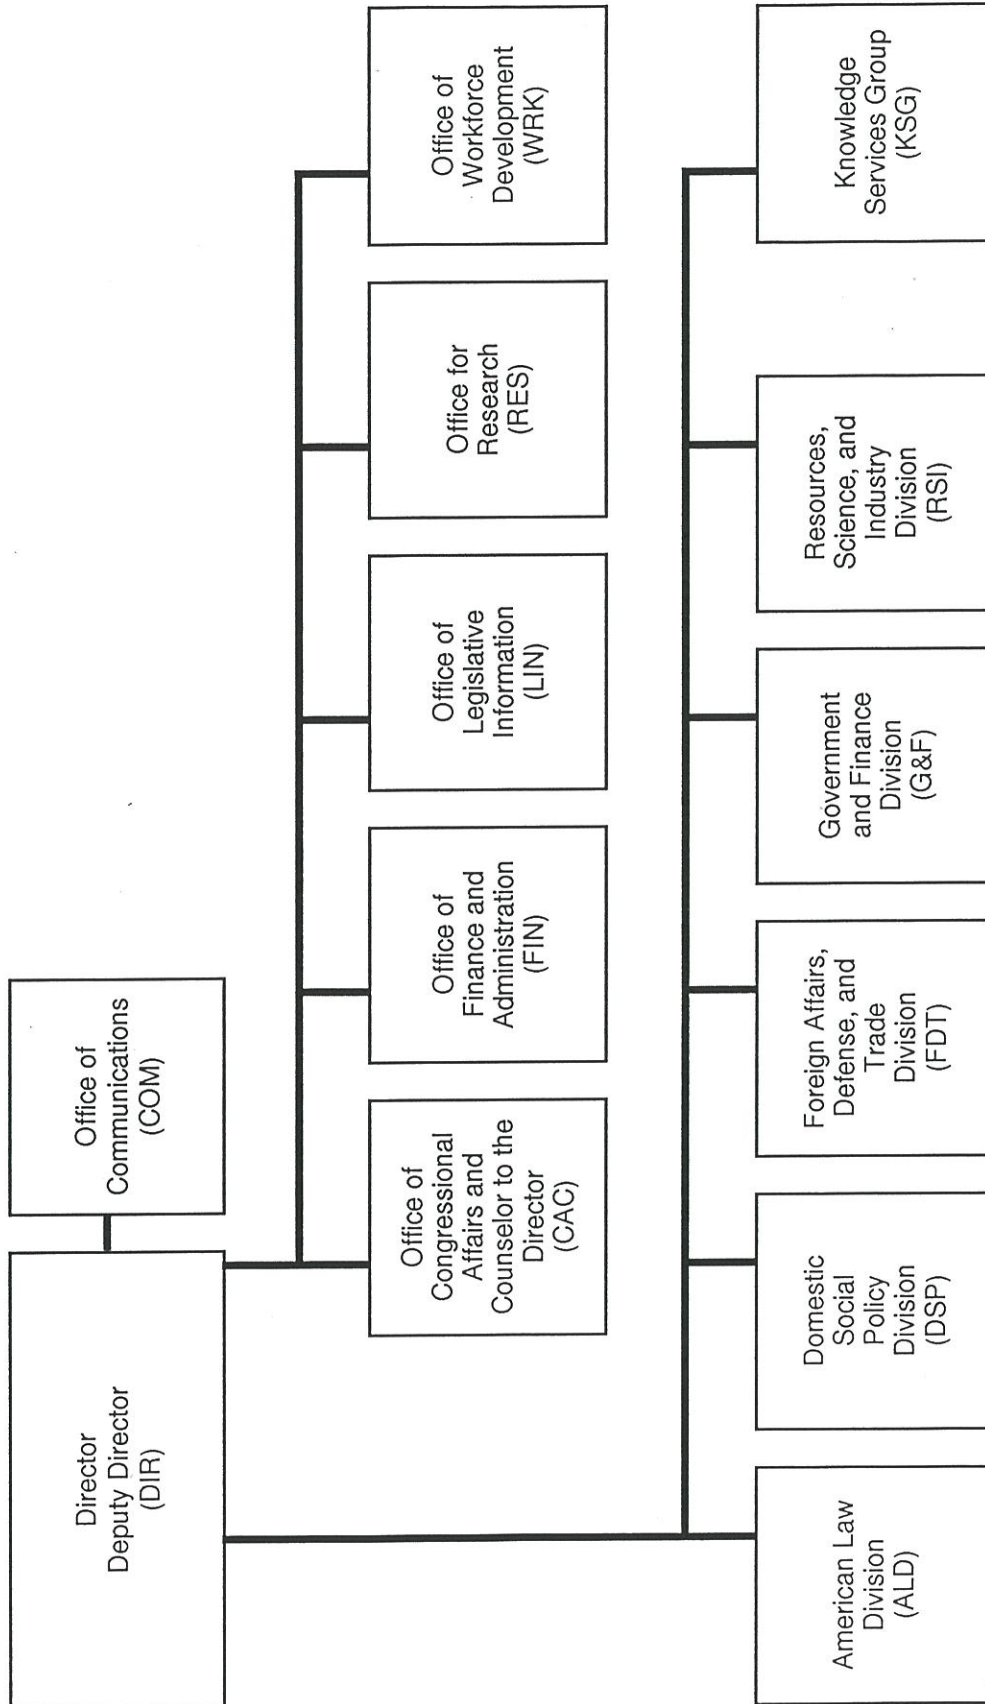 Director
Deputy Director
(DIR)
Office of
Communications
(COM)
Office of
Congressional
Affairs and
Counselor to the
Director
(CAC)
Office of
Finance and
Administration
(FIN)
Office of
Legislative
Information
(LIN)
Office for
Research
(RES)
Office of
Workforce
Development
(WRK)
American Law
Division
(ALD)
Domestic
Social
Policy
Division
(DSP)
Foreign Affairs,
Defense, and
Trade
Division
(FDT)
Government
and Finance
Division
(G&F)
Resources,
Science, and
Industry
Division
(RSI)
Knowledge
Services Group
(KSG)